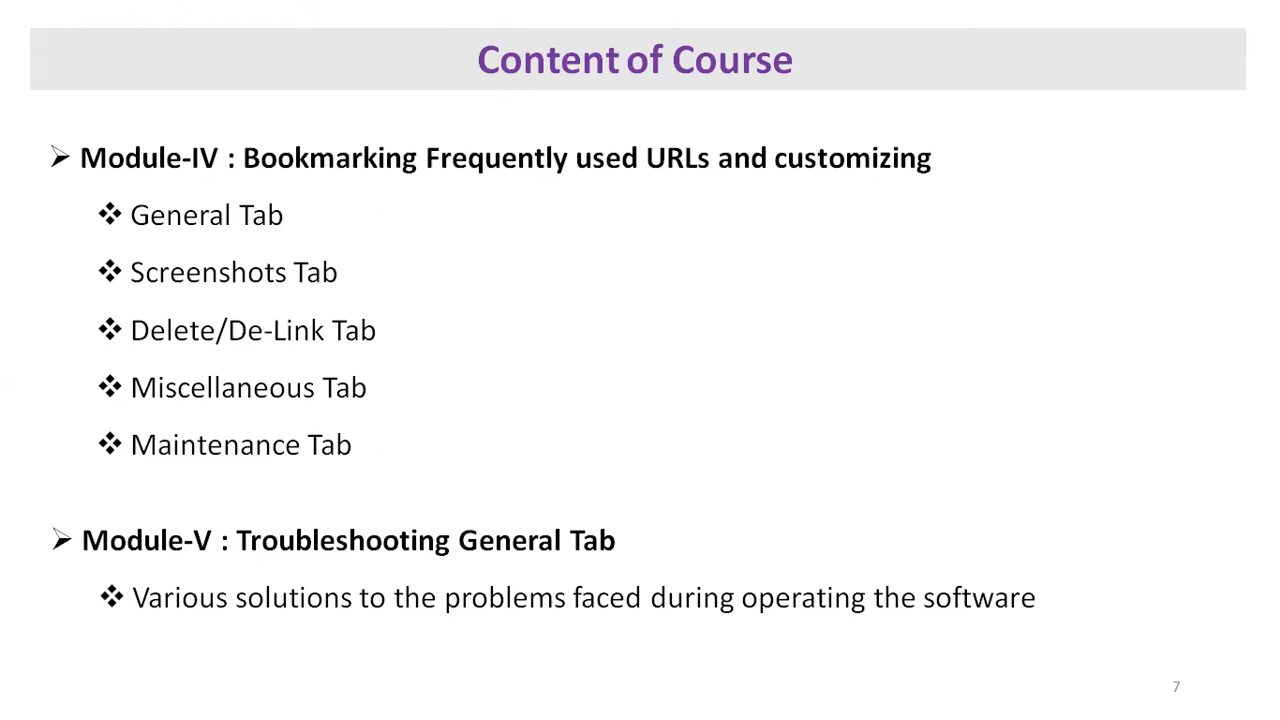 Content of Course
➢ Module-IV : Bookmarking Frequently used URLs and customizing
❖ General Tab
❖ Screenshots Tab
❖ Delete/De-Link Tab
❖ Miscellaneous Tab
❖ Maintenance Tab
➢ Module-V : Troubleshooting General Tab
❖ Various solutions to the problems faced during operating the software
7